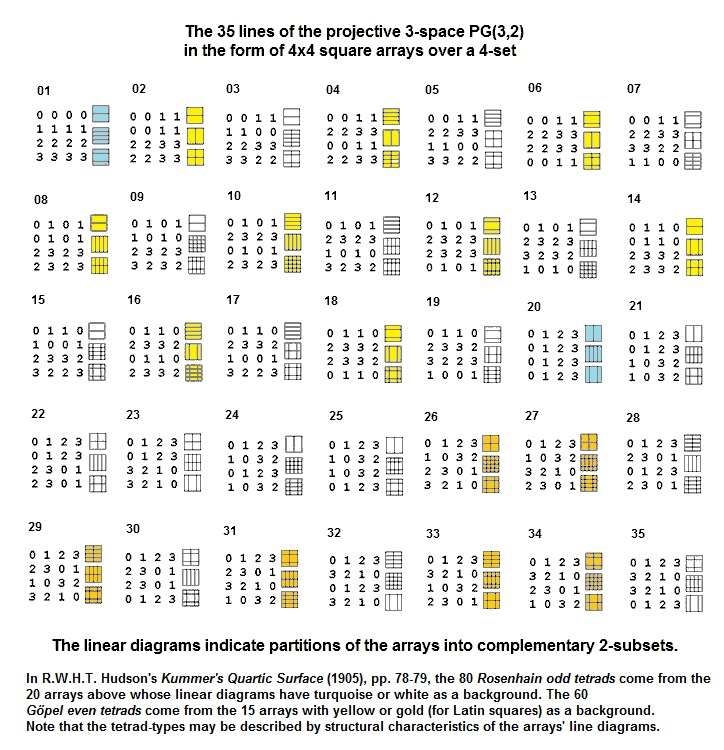 The 35 lines of the projective 3-space PG(3,2)
in the form of 4x4 square arrays over a 4-set
01 02 03 04 05 06 07
0 0 0 0 0 0 1 1 0 0 1 1 0 0 1 1 0 0 1 1 0 0 1 1 0 0 1 1
1 1 1 1 0 0 1 1 1 1 0 0 2 2 3 3 2 2 3 3 2 2 3 3 2 2 3 3
2 2 2 2 2 2 3 3 2 2 3 3 0 0 1 1 1 1 0 0 2 2 3 3 3 3 2 2
3 3 3 3 2 2 3 3 3 3 2 2 2 2 3 3 3 3 2 2 0 0 1 1 1 1 0 0
08 09 10 11 12 13 14
0 1 0 1 0 1 0 1 0 1 0 1 0 1 0 1 0 1 0 1 0 1 0 1 0 1 1 0
0 1 0 1 1 0 1 0 2 3 2 3 2 3 2 3 2 3 2 3 2 3 2 3 0 1 1 0
2 3 2 3 2 3 2 3 0 1 0 1 1 0 1 0 2 3 2 3 3 2 3 2 2 3 3 2
2 3 2 3 3 2 3 2 2 3 2 3 3 2 3 2 0 1 0 1 1 0 1 0 2 3 3 2
15 16 17 18 19 20 21
0 1 1 0 0 1 1 0 0 1 1 0 0 1 1 0 0 1 1 0 0 1 2 3 0 1 2 3
1 0 0 1 2 3 3 2 2 3 3 2 2 3 3 2 2 3 3 2 0 1 2 3 0 1 2 3
2 3 3 2 0 1 1 0 1 0 0 1 2 3 3 2 3 2 2 3 0 1 2 3 1 0 3 2
3 2 2 3 2 3 3 2 3 2 2 3 0 1 1 0 1 0 0 1 0 1 2 3 1 0 3 2
22 23 24 25 26 27 28
0 1 2 3 0 1 2 3 0 1 2 3 0 1 2 3 0 1 2 3 0 1 2 3 0 1 2 3
0 1 2 3 0 1 2 3 1 0 3 2 1 0 3 2 1 0 3 2 1 0 3 2 2 3 0 1
2 3 0 1 3 2 1 0 0 1 2 3 1 0 3 2 2 3 0 1 3 2 1 0 0 1 2 3
2 3 0 1 3 2 1 0 1 0 3 2 0 1 2 3 3 2 1 0 2 3 0 1 2 3 0 1
29 30 31 32 33 34 35
0 1 2 3 0 1 2 3 0 1 2 3 0 1 2 3 0 1 2 3 0 1 2 3 0 1 2 3
2 3 0 1 2 3 0 1 2 3 0 1 3 2 1 0 3 2 1 0 3 2 1 0 3 2 1 0
1 0 3 2 2 3 0 1 3 2 1 0 0 1 2 3 1 0 3 2 2 3 0 1 3 2 1 0
3 2 1 0 0 1 2 3 1 0 3 2 3 2 1 0 2 3 0 1 1 0 3 2 0 1 2 3
The linear diagrams indicate partitions of the arrays into complementary 2-subsets.
In R.W.H.T. Hudson's Kummer's Quartic Surface (1905), pp. 78-79, the 80 Rosenhain odd tetrads come from the
20 arrays above whose linear diagrams have turquoise or white as a background. The 60
Göpel even tetrads come from the 15 arrays with yellow or gold (for Latin squares) as a background.
Note that the tetrad-types may be described by structural characteristics of the arrays' line diagrams.